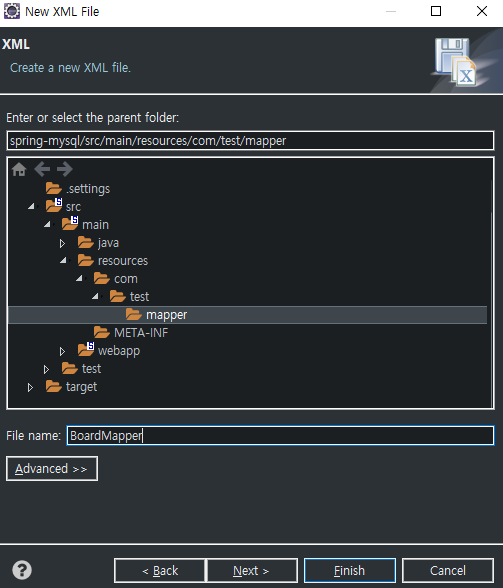 New XML File
XML
Create a new XML file.
Enter or select the parent folder:
spring-mysql/src/main/resources/com/test/mapper
.settings
src
main
java
resources
com
test
mapper
META-INF
webapp
test
target
File name: BoardMapper
Advanced >>
< Back Next > Finish Cancel